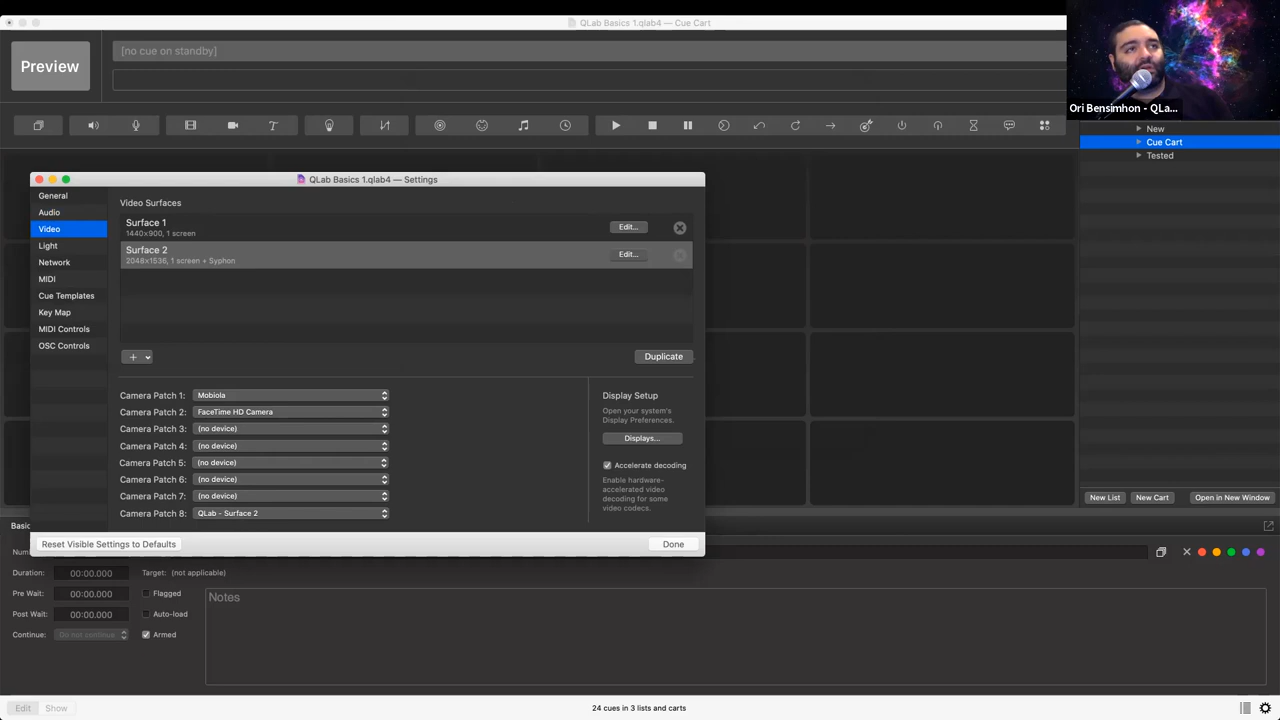 QLab Basics 1.qlab4 — Cue Cart
Preview
[no cue on standby]
Ori Bensimhon - QLa...
New
Cue Cart
Tested
QLab Basics 1.qlab4 — Settings
General
Audio
Video
Light
Network
MIDI
Cue Templates
Key Map
MIDI Controls
OSC Controls
Video Surfaces
Surface 1
1440x900, 1 screen
Edit...
Surface 2
2048x1536, 1 screen + Syphon
Edit...
Duplicate
Camera Patch 1: Mobiola
Camera Patch 2: FaceTime HD Camera
Camera Patch 3: (no device)
Camera Patch 4: (no device)
Camera Patch 5: (no device)
Camera Patch 6: (no device)
Camera Patch 7: (no device)
Camera Patch 8: QLab - Surface 2
Display Setup
Open your system's
Display Preferences.
Displays...
Accelerate decoding
Enable hardware-
accelerated video
decoding for some
video codecs.
Reset Visible Settings to Defaults
Done
New List
New Cart
Open in New Window
Basi
Num
Duration: 00:00.000
Target: (not applicable)
Pre Wait: 00:00.000
Flagged
Post Wait: 00:00.000
Auto-load
Continue: Do not continue
Armed
Notes
Edit
Show
24 cues in 3 lists and carts